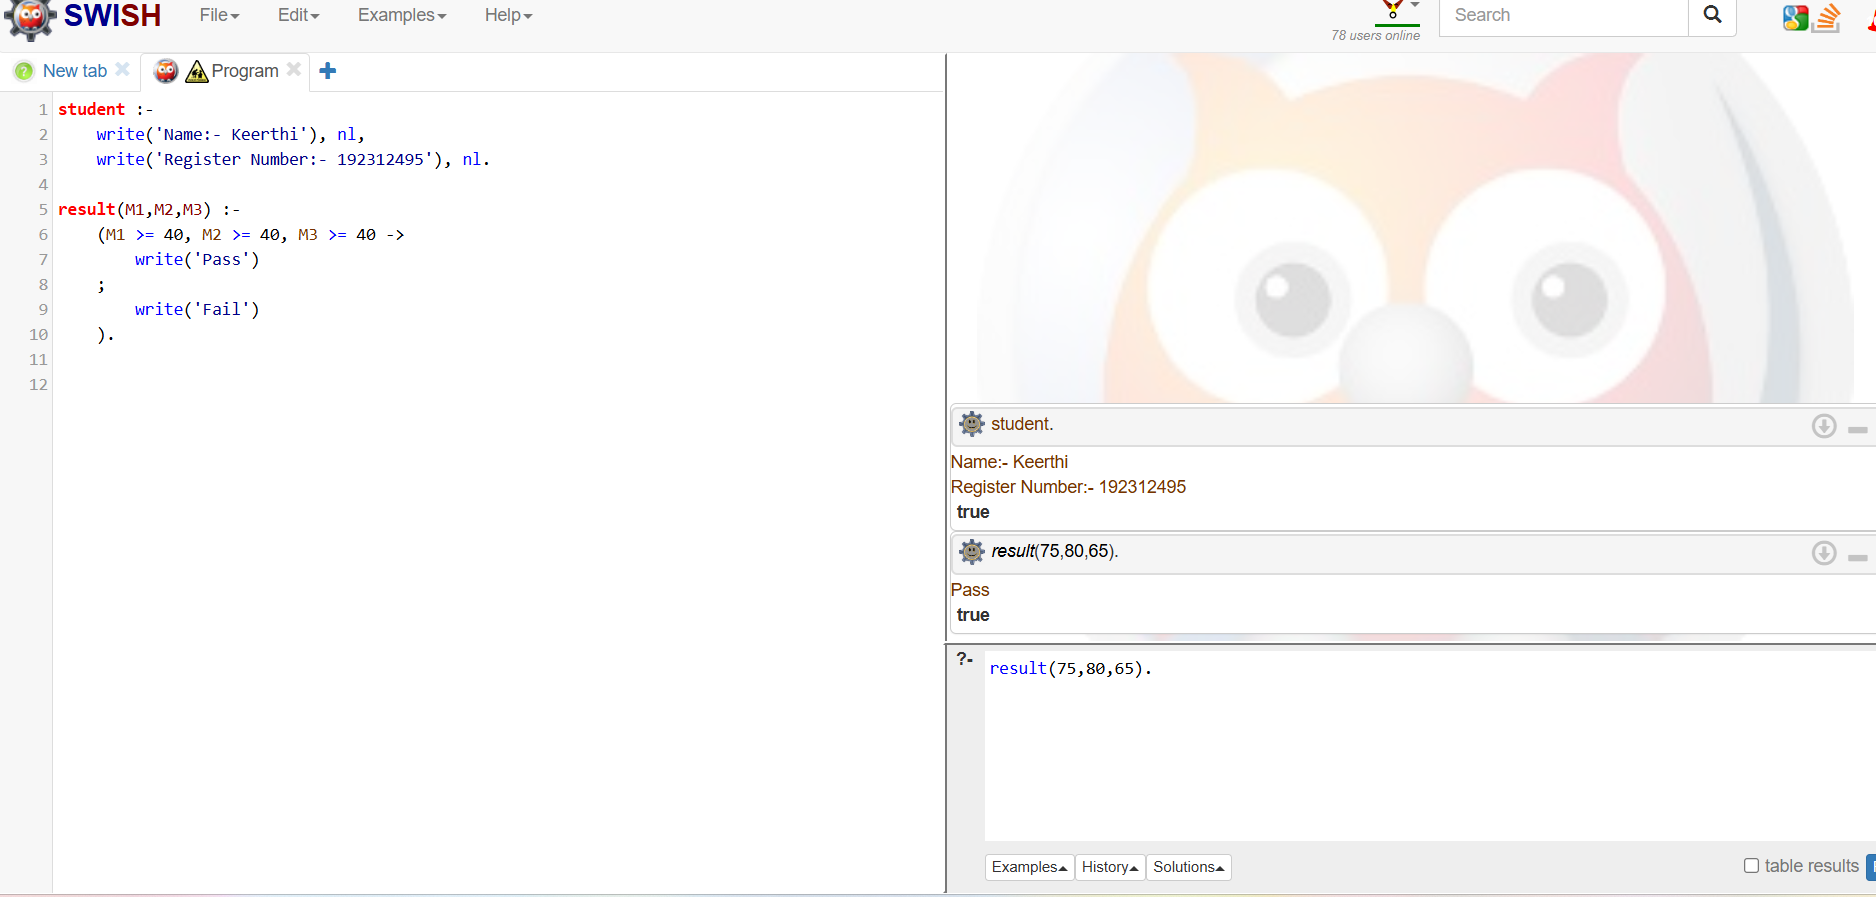 SWISH File Edit Examples Help
78 users online
Search
New tab Program
1 student :-
2 write('Name:- Keerthi'), nl,
3 write('Register Number:- 192312495'), nl.
4
5 result(M1,M2,M3) :-
6 (M1 >= 40, M2 >= 40, M3 >= 40 ->
7 write('Pass')
8 ;
9 write('Fail')
10 ).
11
12
student.
Name:- Keerthi
Register Number:- 192312495
true
result(75,80,65).
Pass
true
?- result(75,80,65).
Examples History Solutions
table results